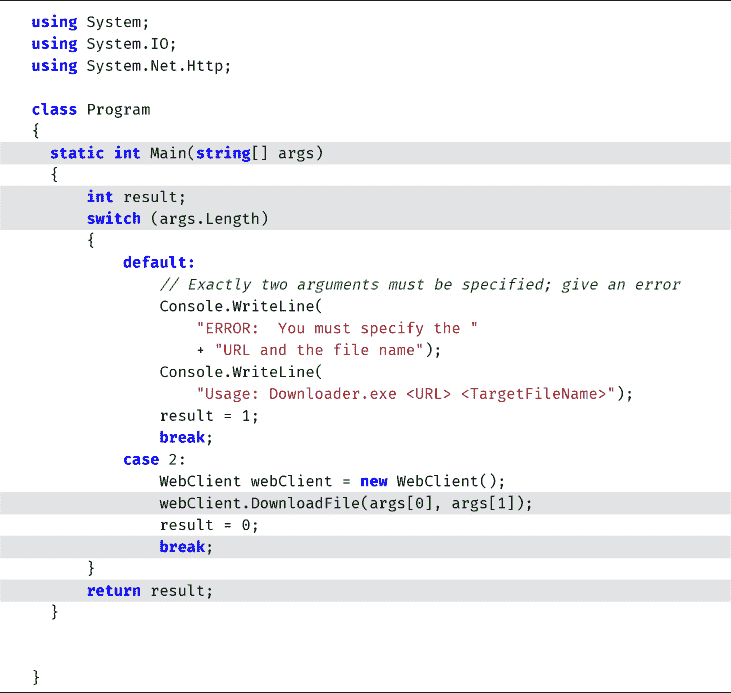 using System;
using System.IO;
using System.Net.Http;
class Program
{
static int Main(string[] args)
{
int result;
switch (args.Length)
{
default:
// Exactly two arguments must be specified; give an error
Console.WriteLine(
"ERROR:  You must specify the "
+ "URL and the file name");
Console.WriteLine(
"Usage: Downloader.exe <URL> <TargetFileName>");
result = 1;
break;
case 2:
WebClient webClient = new WebClient();
webClient.DownloadFile(args[0], args[1]);
result = 0;
break;
}
return result;
}
}